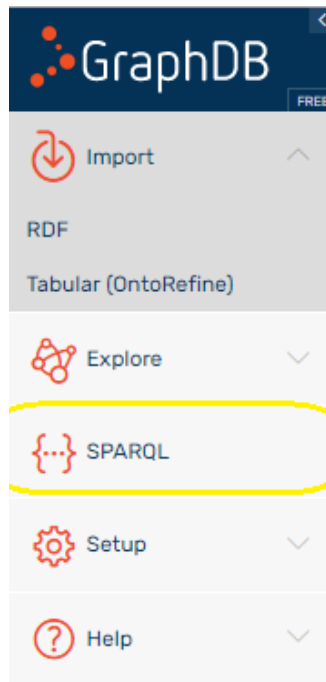 GraphDB
FREE
Import
RDF
Tabular (OntoRefine)
Explore
SPARQL
Setup
Help